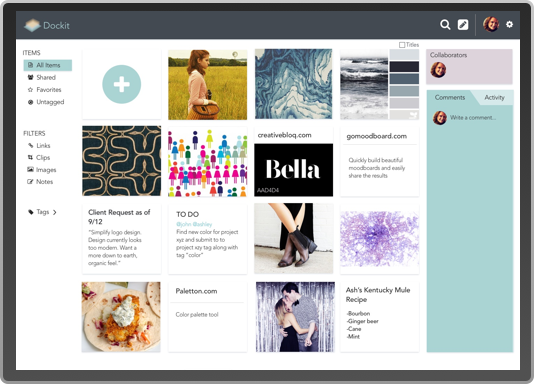 Dockit
ITEMS
All Items
Shared
Favorites
Untagged
FILTERS
Links
Clips
Images
Notes
Tags
Titles
creativebloq.com
Bella
AAD4D4
gomoodboard.com
Quickly build beautiful
moodboards and easily
share the results
Client Request as of
9/12
"Simplify logo design.
Design currently looks
too modern. Want a
more down to earth,
organic feel."
TO DO
@john @ashley
Find new color for project
xyz and submit to to
project xyz tag along with
tag "color"
Paletton.com
Color palette tool
Ash's Kentucky Mule
Recipe
-Bourbon
-Ginger beer
-Cane
-Mint
Collaborators
Comments
Activity
Write a comment...